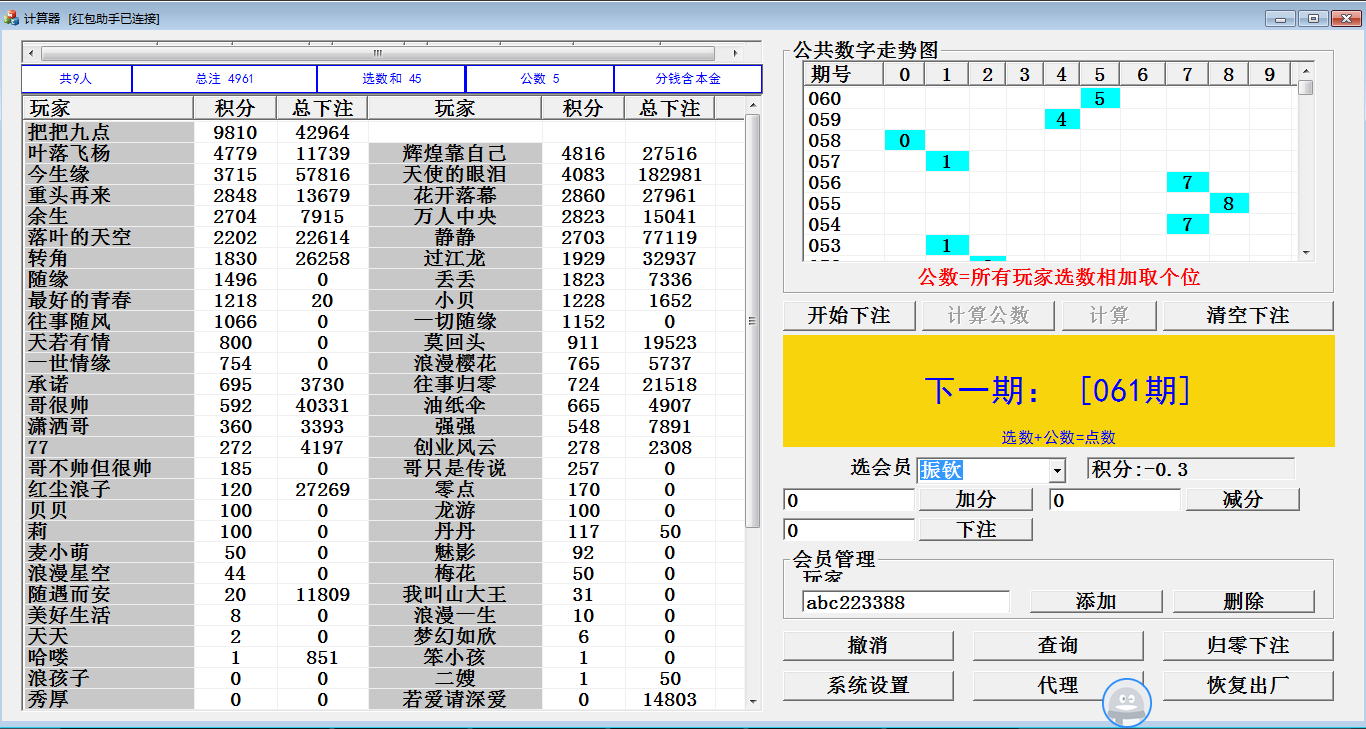 计算器 [红包助手已连接]
共9人 总注 4961 选数和 45 公数 5 分钱含本金
玩家 积分 总下注 玩家 积分 总下注
把把九点 9810 42964
叶落飞杨 4779 11739 辉煌靠自己 4816 27516
今生缘 3715 57816 天使的眼泪 4083 182981
重头再来 2848 13679 花开落幕 2860 27961
余生 2704 7915 万人中央 2823 15041
落叶的天空 2202 22614 静静 2703 77119
转角 1830 26258 过江龙 1929 32937
随缘 1496 0 丢丢 1823 7336
最好的青春 1218 20 小贝 1228 1652
往事随风 1066 0 一切随缘 1152 0
天若有情 800 0 莫回头 911 19523
一世情缘 754 0 浪漫樱花 765 5737
承诺 695 3730 往事归零 724 21518
哥很帅 592 40331 油纸伞 665 4907
潇洒哥 360 3393 强强 548 7891
77 272 4197 创业风云 278 2308
哥不帅但很帅 185 0 哥只是传说 257 0
红尘浪子 120 27269 零点 170 0
贝贝 100 0 龙游 100 0
莉 100 0 丹丹 117 50
麦小萌 50 0 魅影 92 0
浪漫星空 44 0 梅花 50 0
随遇而安 20 11809 我叫山大王 31 0
美好生活 8 0 浪漫一生 10 0
天天 2 0 梦幻如欣 6 0
哈喽 1 851 笨小孩 1 0
浪孩子 0 0 二嫂 1 50
秀厚 0 0 若爱请深爱 0 14803
公共数字走势图
期号 0 1 2 3 4 5 6 7 8 9
060 5
059 4
058 0
057 1
056 7
055 8
054 7
053 1
公数=所有玩家选数相加取个位
开始下注 计算公数 计算 清空下注
下一期: [061期]
选数+公数=点数
选会员 振钦 积分:-0.3
0 加分 0 减分
0 下注
会员管理
玩家
abc223388 添加 删除
撤消 查询 归零下注
系统设置 代理 恢复出厂